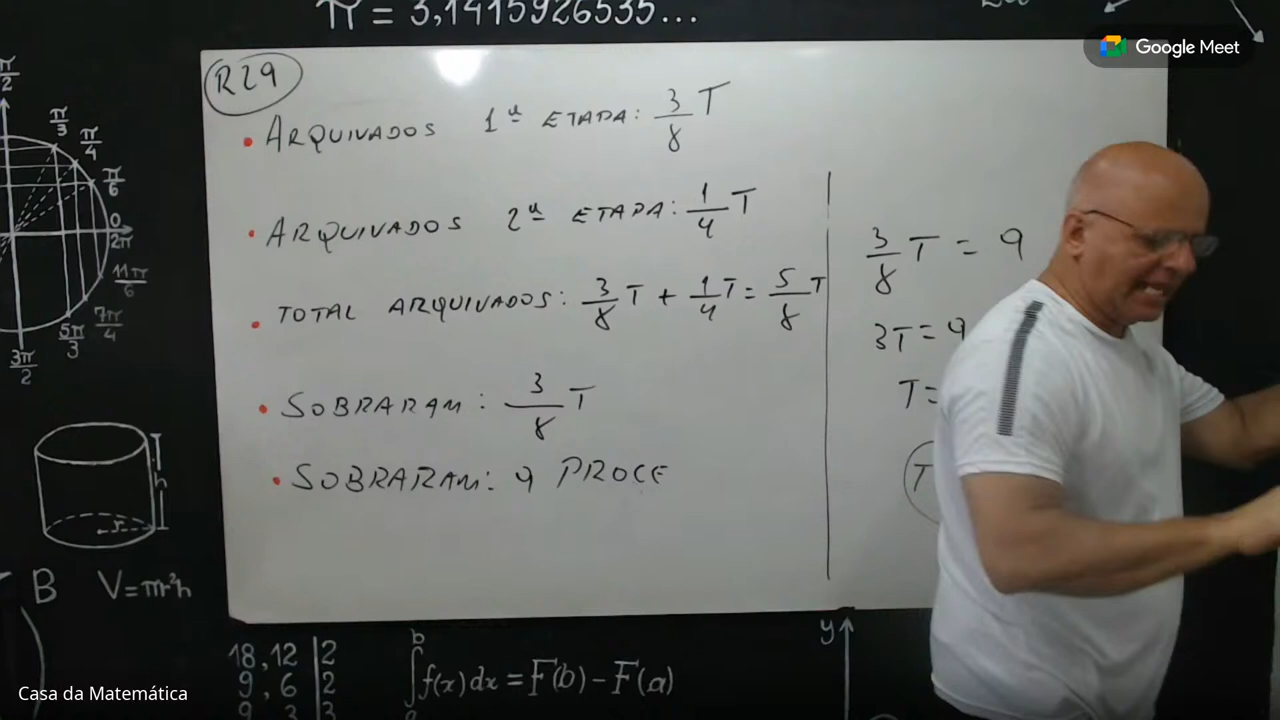 π = 3,1415926535...
Google Meet
R29
• ARQUIVADOS 1ª ETAPA: 3/8 T
• ARQUIVADOS 2ª ETAPA: 1/4 T
• TOTAL ARQUIVADOS: 3/8 T + 1/4 T = 5/8 T
• SOBRARAM: 3/8 T
• SOBRARAM: 9 PROCE
3/8 T = 9
3T = 9
T =
T
π/2
π/3
π/4
π/6
0
2π
11π/6
7π/4
5π/3
3π/2
h
r
B V=πr²h
18,12 | 2
9, 6 | 2
9, 3 | 3
b
∫f(x)dx = F(b) – F(a)
y
Casa da Matemática